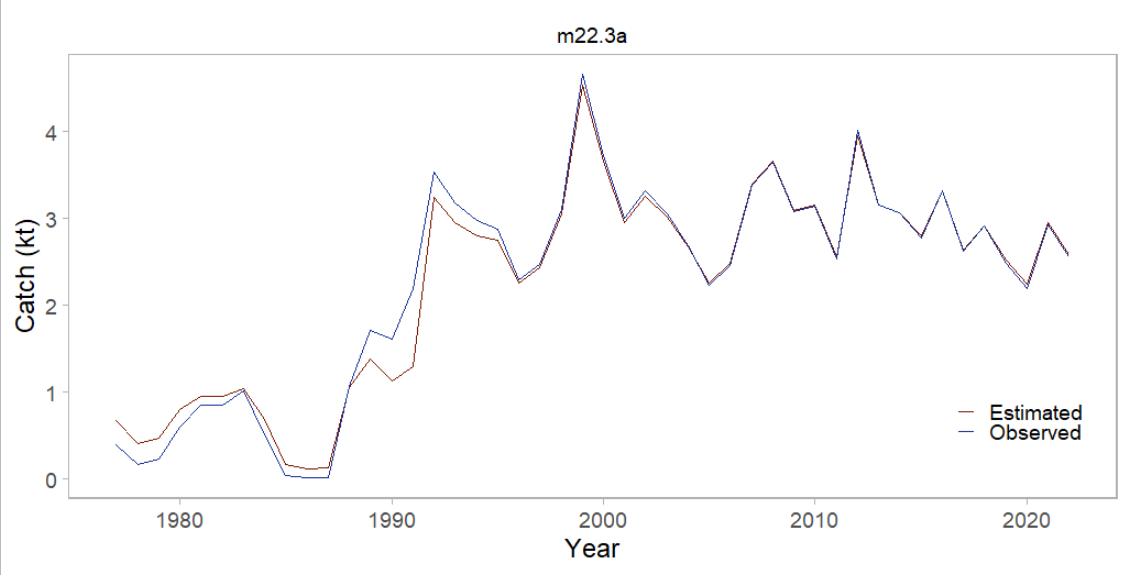 m22.3a
Catch (kt)
4
3
2
1
0
Estimated
Observed
1980 1990 2000 2010 2020
Year